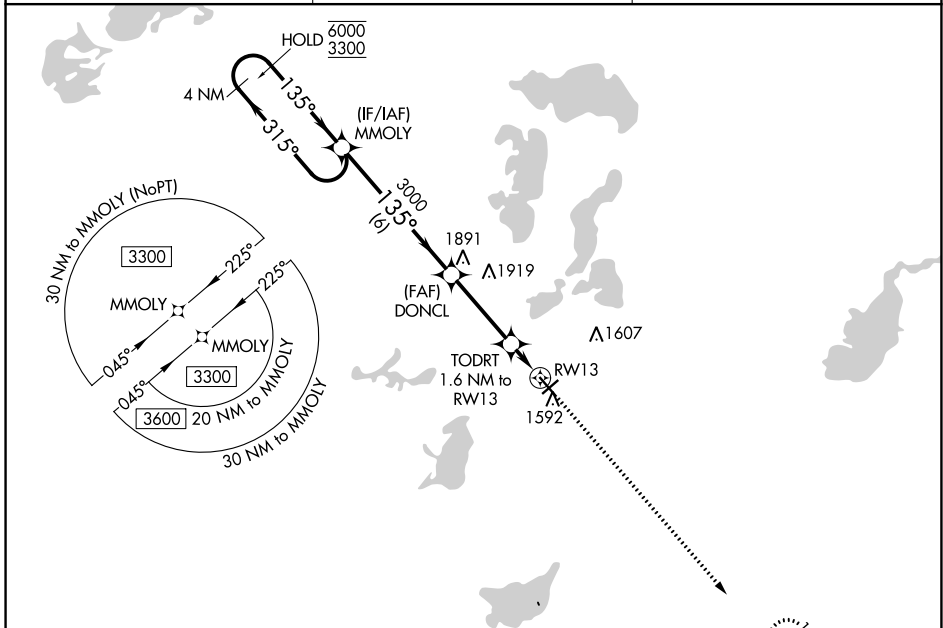 HOLD 6000
3300
4 NM
135°
315°
(IF/IAF)
MMOLY
3000
135°
(6)
30 NM to MMOLY (NoPT)
3300
225°
225°
MMOLY
MMOLY
045°
045°
3300
3600
20 NM to MMOLY
30 NM to MMOLY
1891
1919
(FAF)
DONCL
1607
TODRT
1.6 NM to
RW13
RW13
1592